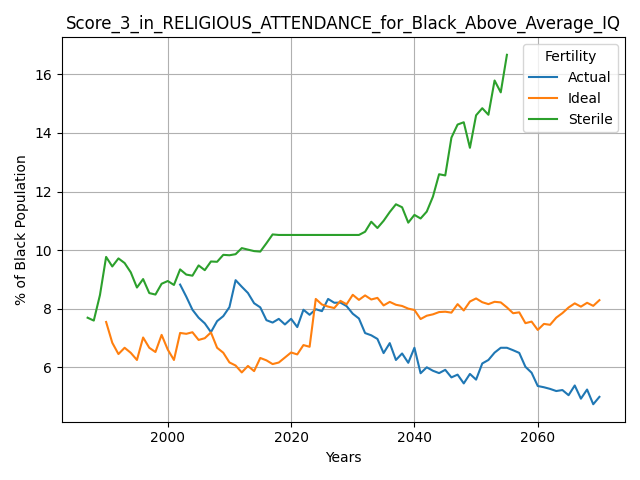 Score_3_in_RELIGIOUS_ATTENDANCE_for_Black_Above_Average_IQ
Fertility
Actual
Ideal
Sterile
% of Black Population
16
14
12
10
8
6
2000 2020 2040 2060
Years